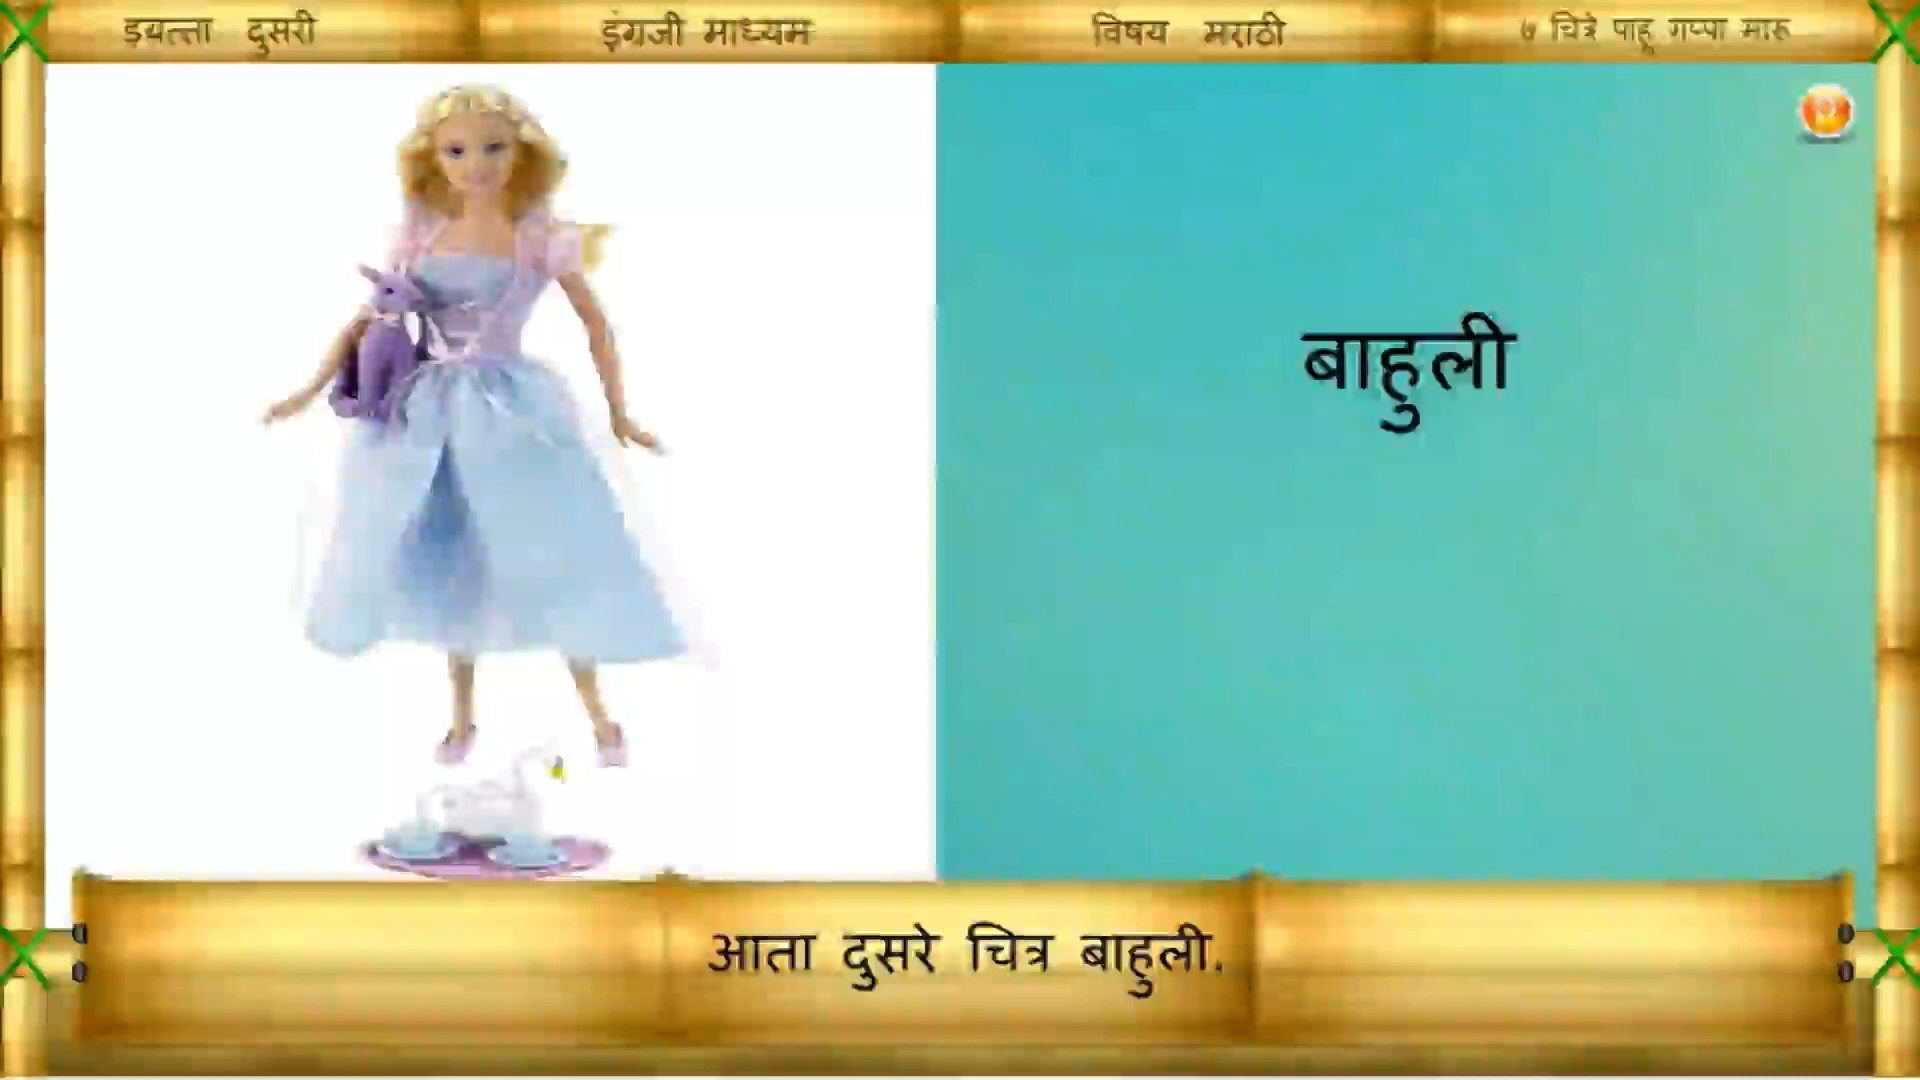 इयत्ता दुसरी
इंग्रजी माध्यम
विषय मराठी
७ चित्रे पाहू गप्पा मारू
बाहुली
आता दुसरे चित्र बाहुली.